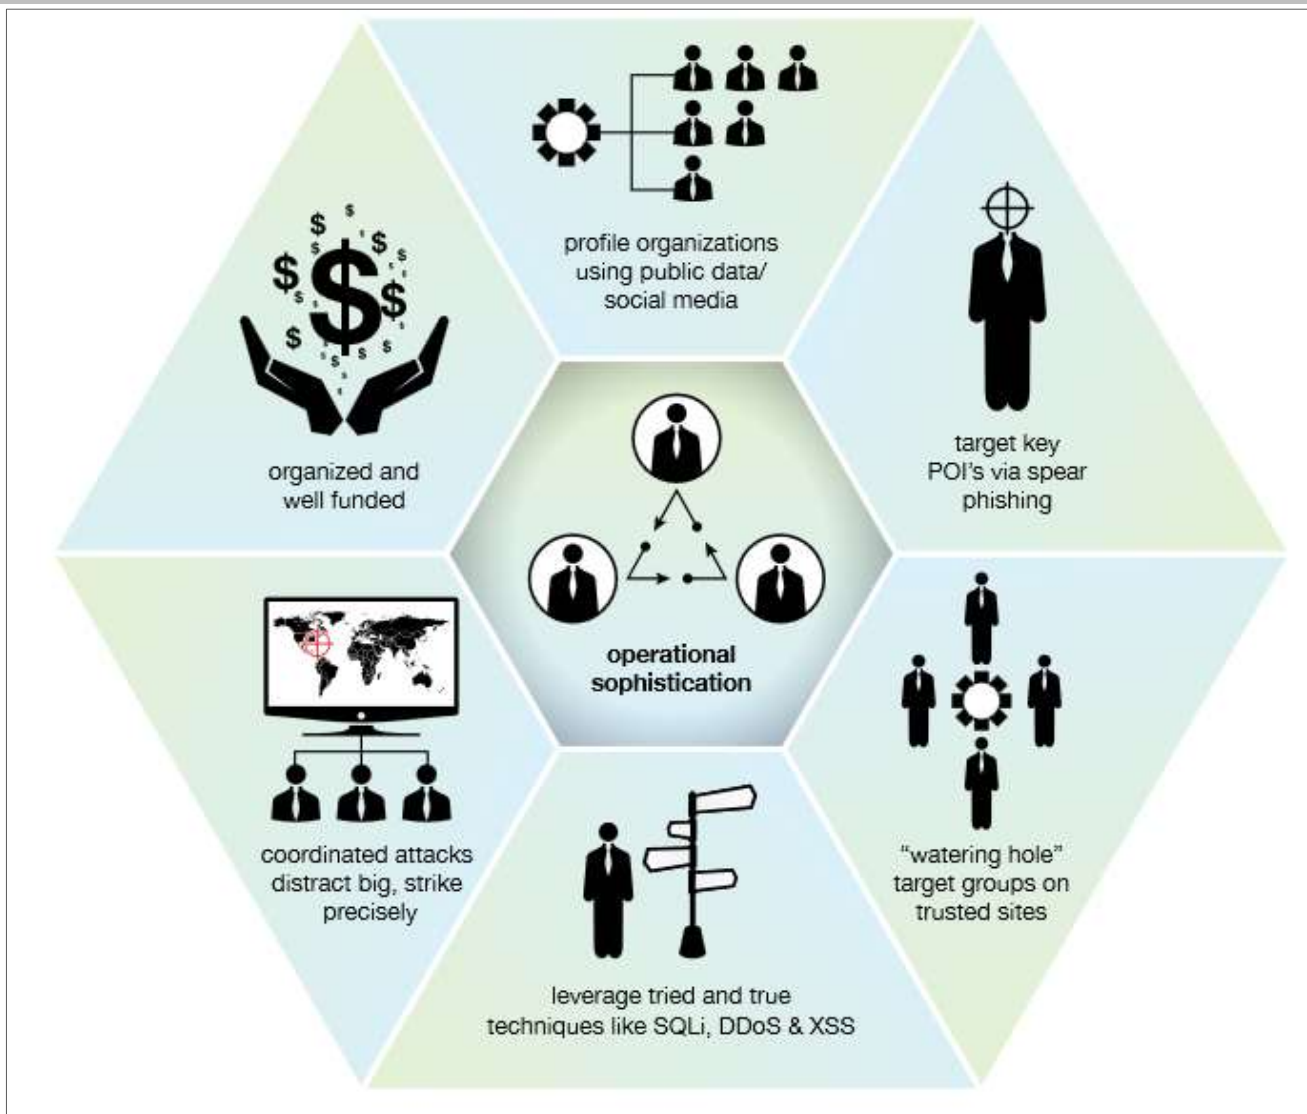 profile organizations
using public data/
social media
organized and
well funded
target key
POI's via spear
phishing
operational
sophistication
coordinated attacks
distract big, strike
precisely
"watering hole"
target groups on
trusted sites
leverage tried and true
techniques like SQLi, DDoS & XSS